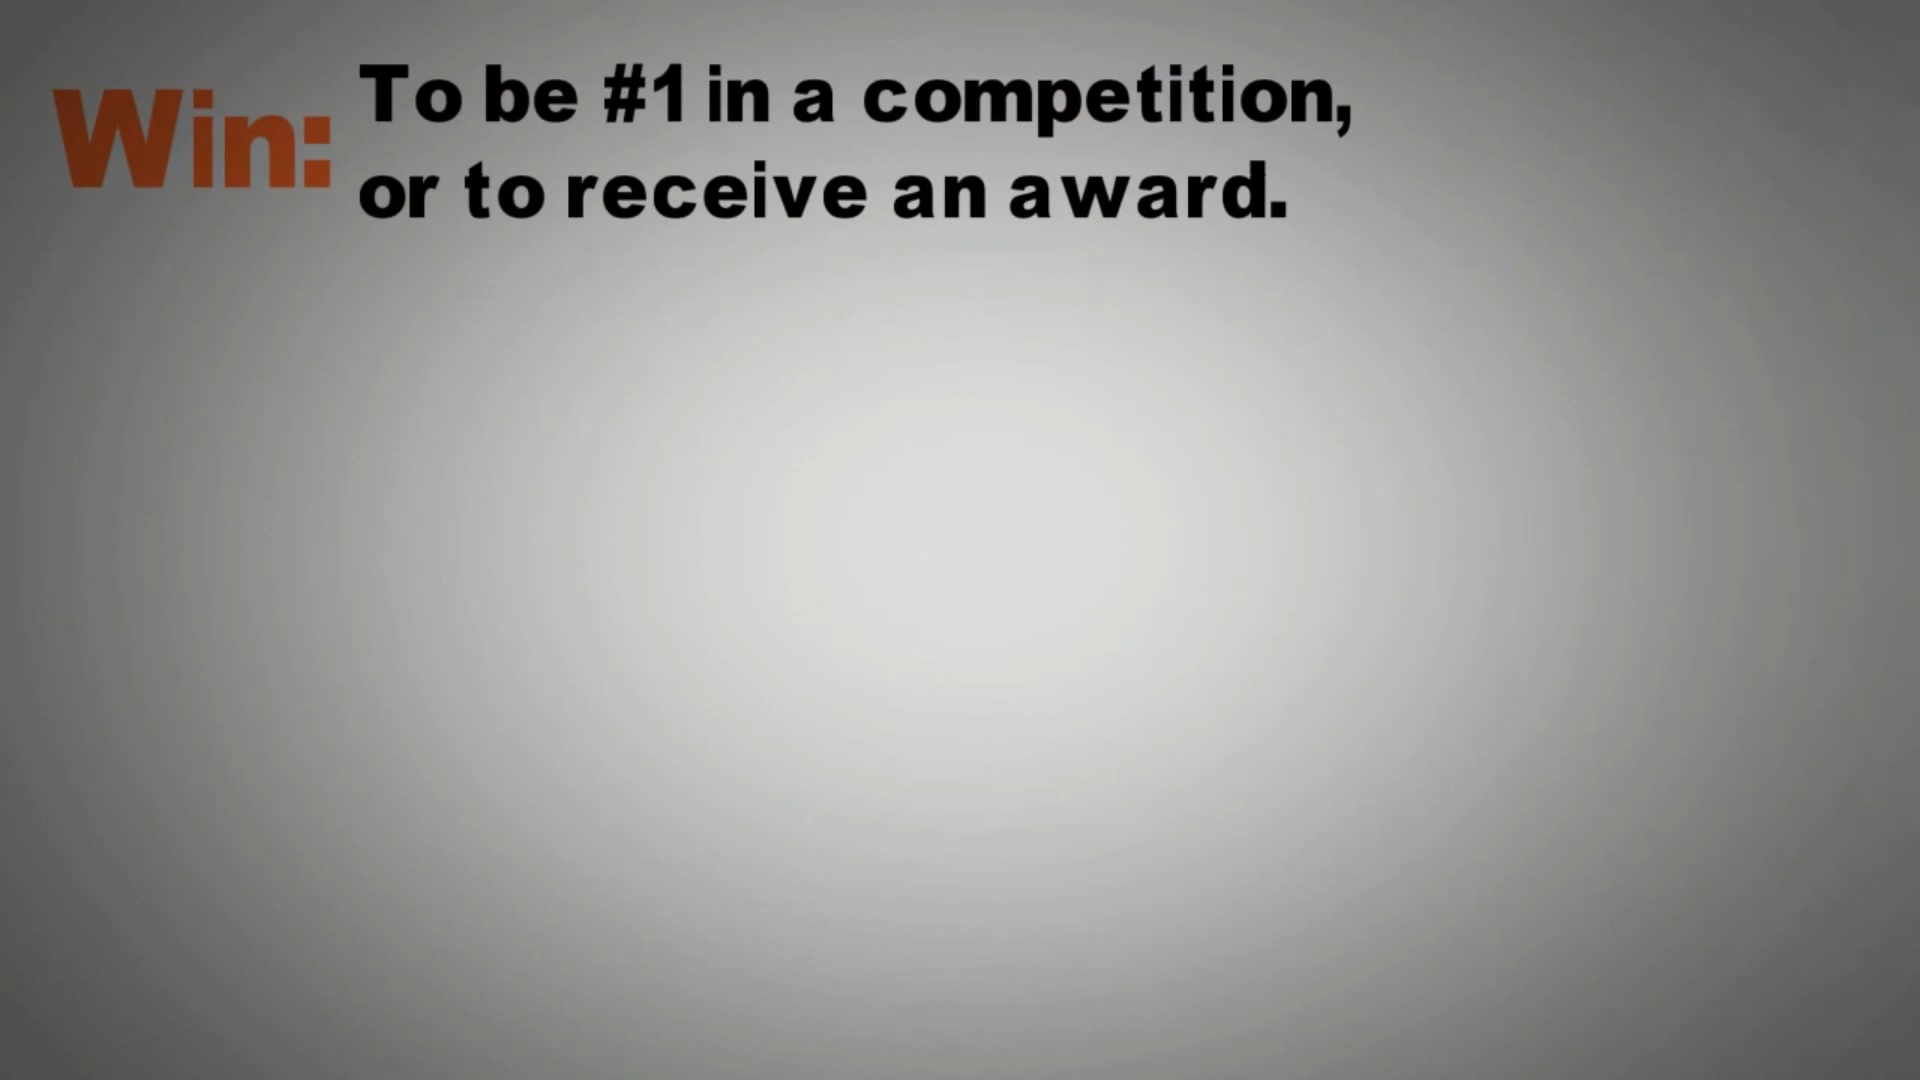 Win: To be #1 in a competition,
or to receive an award.